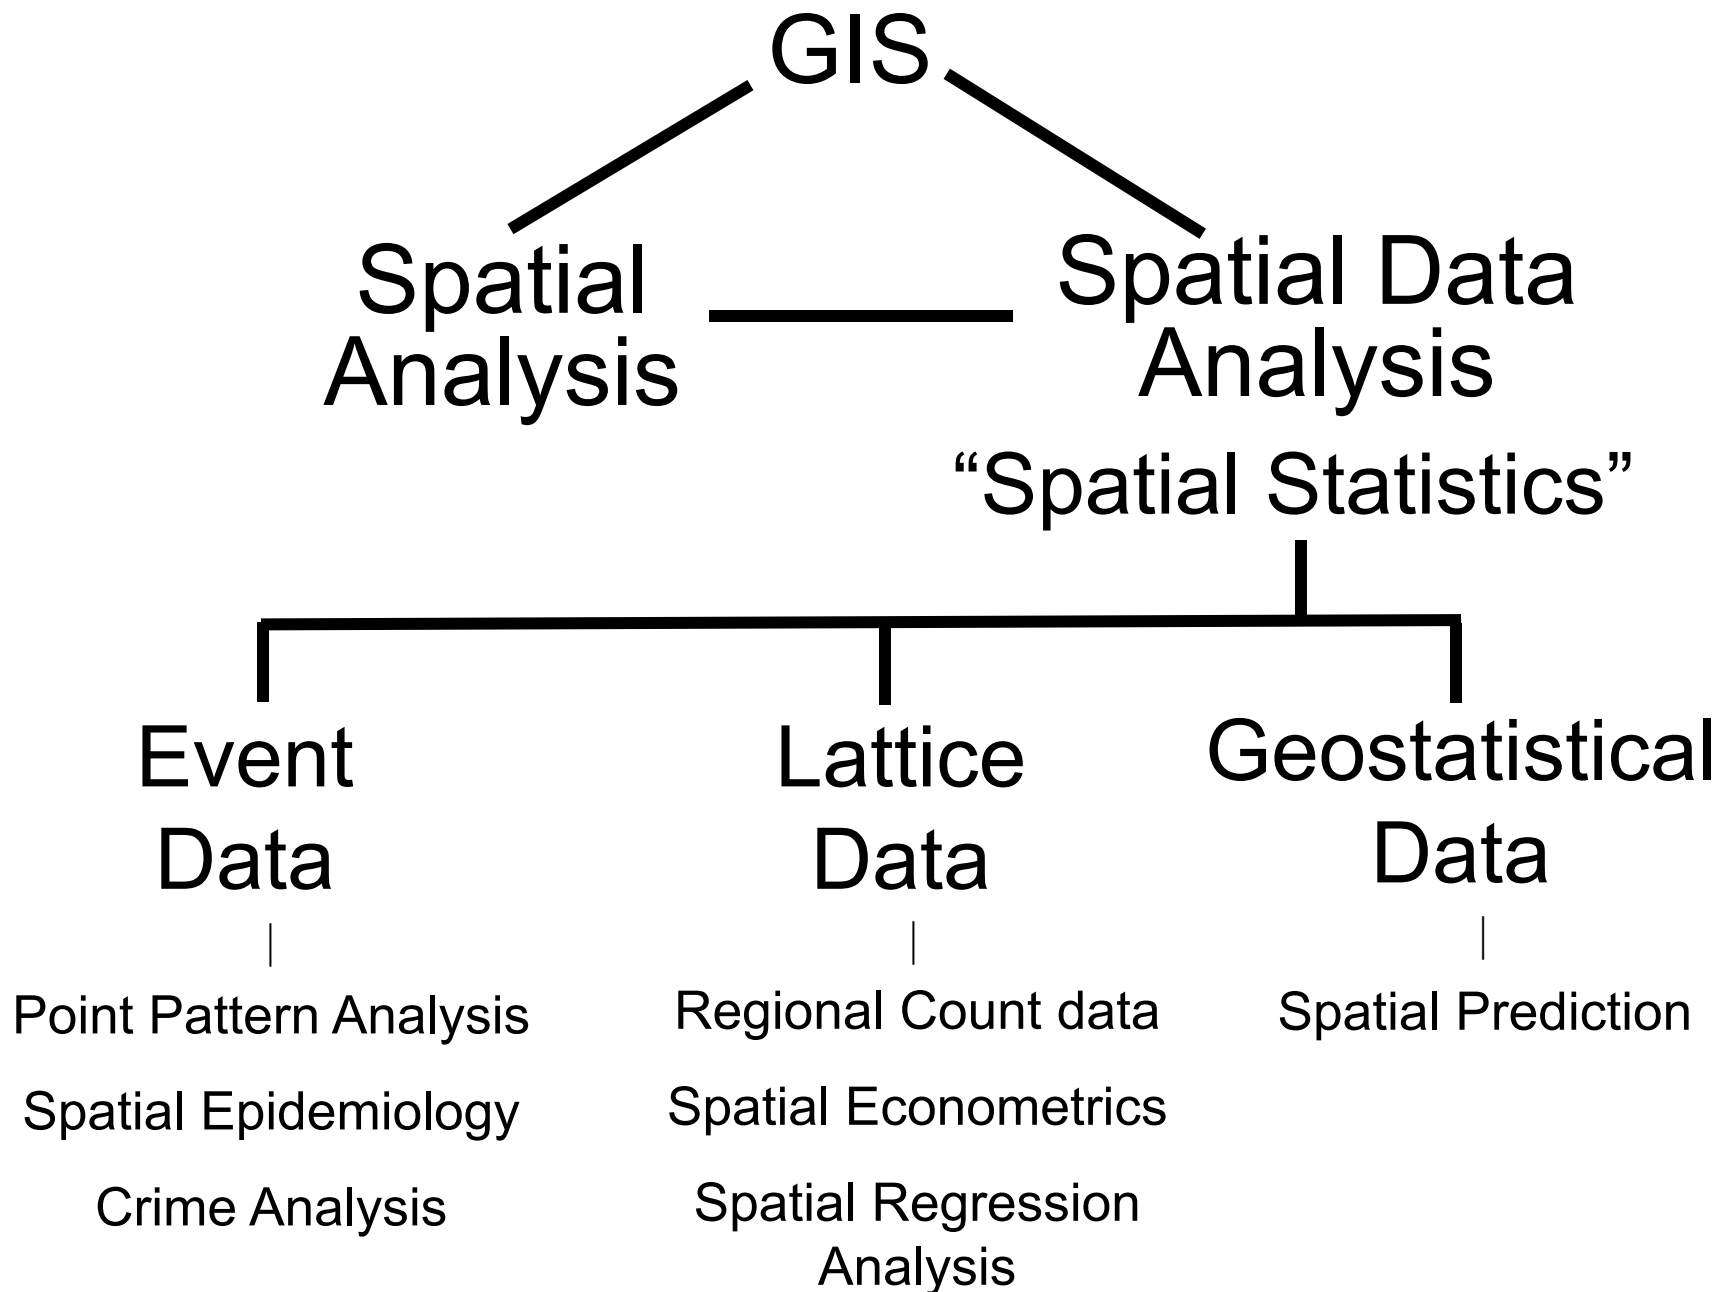 GIS
Spatial
Analysis
Spatial Data
Analysis
“Spatial Statistics”
Event
Data
Point Pattern Analysis
Spatial Epidemiology
Crime Analysis
Lattice
Data
Regional Count data
Spatial Econometrics
Spatial Regression
Analysis
Geostatistical
Data
Spatial Prediction